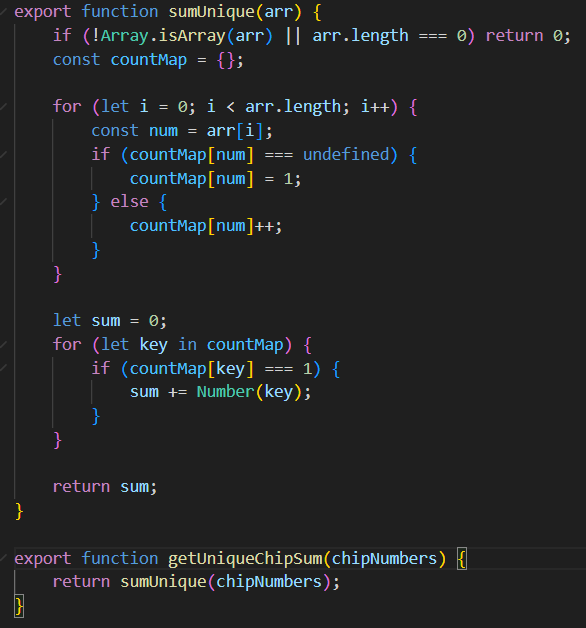 export function sumUnique(arr) {
    if (!Array.isArray(arr) || arr.length === 0) return 0;
    const countMap = {};

    for (let i = 0; i < arr.length; i++) {
        const num = arr[i];
        if (countMap[num] === undefined) {
            countMap[num] = 1;
        } else {
            countMap[num]++;
        }
    }

    let sum = 0;
    for (let key in countMap) {
        if (countMap[key] === 1) {
            sum += Number(key);
        }
    }

    return sum;
}

export function getUniqueChipSum(chipNumbers) {
    return sumUnique(chipNumbers);
}